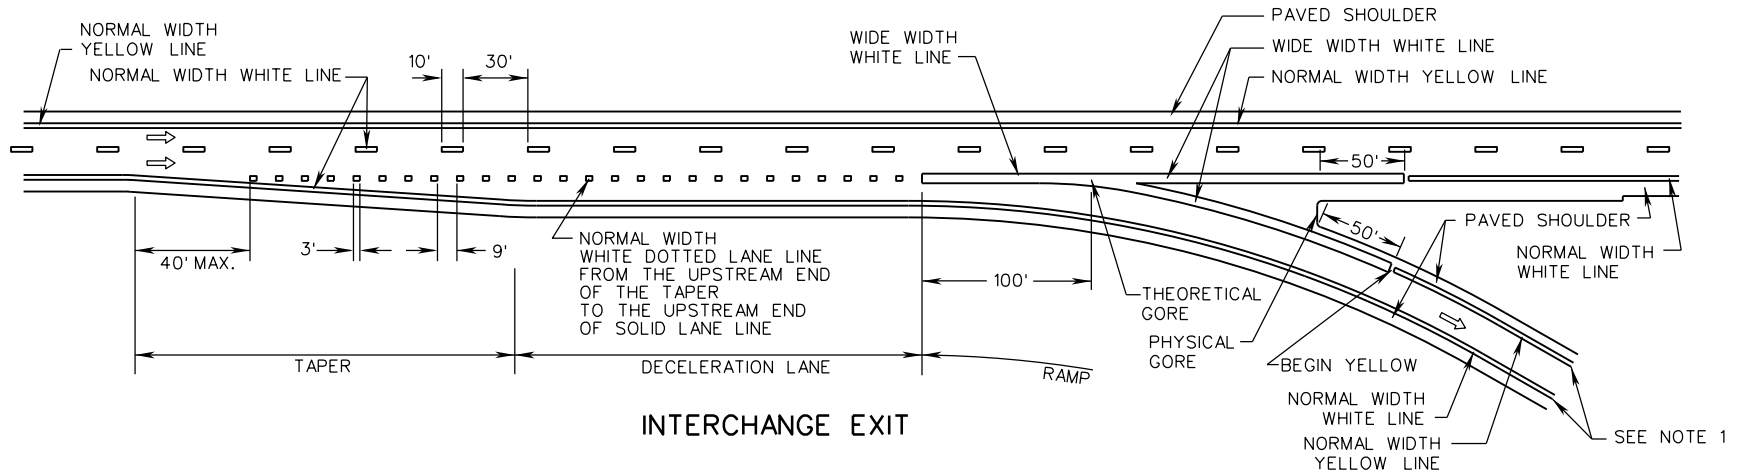 NORMAL WIDTH
YELLOW LINE
NORMAL WIDTH WHITE LINE
10'
30'
WIDE WIDTH
WHITE LINE
PAVED SHOULDER
WIDE WIDTH WHITE LINE
NORMAL WIDTH YELLOW LINE
50'
40' MAX.
3'
9'
NORMAL WIDTH
WHITE DOTTED LANE LINE
FROM THE UPSTREAM END
OF THE TAPER
TO THE UPSTREAM END
OF SOLID LANE LINE
100'
THEORETICAL
GORE
PHYSICAL
GORE
50'
PAVED SHOULDER
NORMAL WIDTH
WHITE LINE
BEGIN YELLOW
TAPER
DECELERATION LANE
RAMP
NORMAL WIDTH
WHITE LINE
NORMAL WIDTH
YELLOW LINE
SEE NOTE 1
INTERCHANGE EXIT